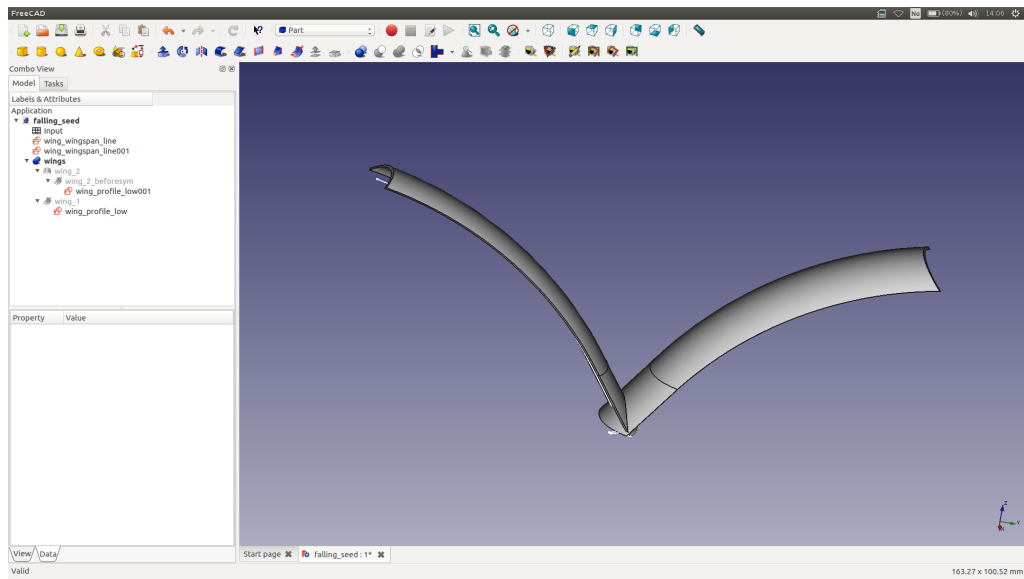 FreeCAD
No
(80%)
14:06
Part
Combo View
Model Tasks
Labels & Attributes
Application
falling_seed
Input
wing_wingspan_line
wing_wingspan_line001
wings
wing_2
wing_2_beforesym
wing_profile_low001
wing_1
wing_profile_low
Property Value
Z
Y
View Data
Start page
falling_seed : 1*
Valid
163.27 x 100.52 mm